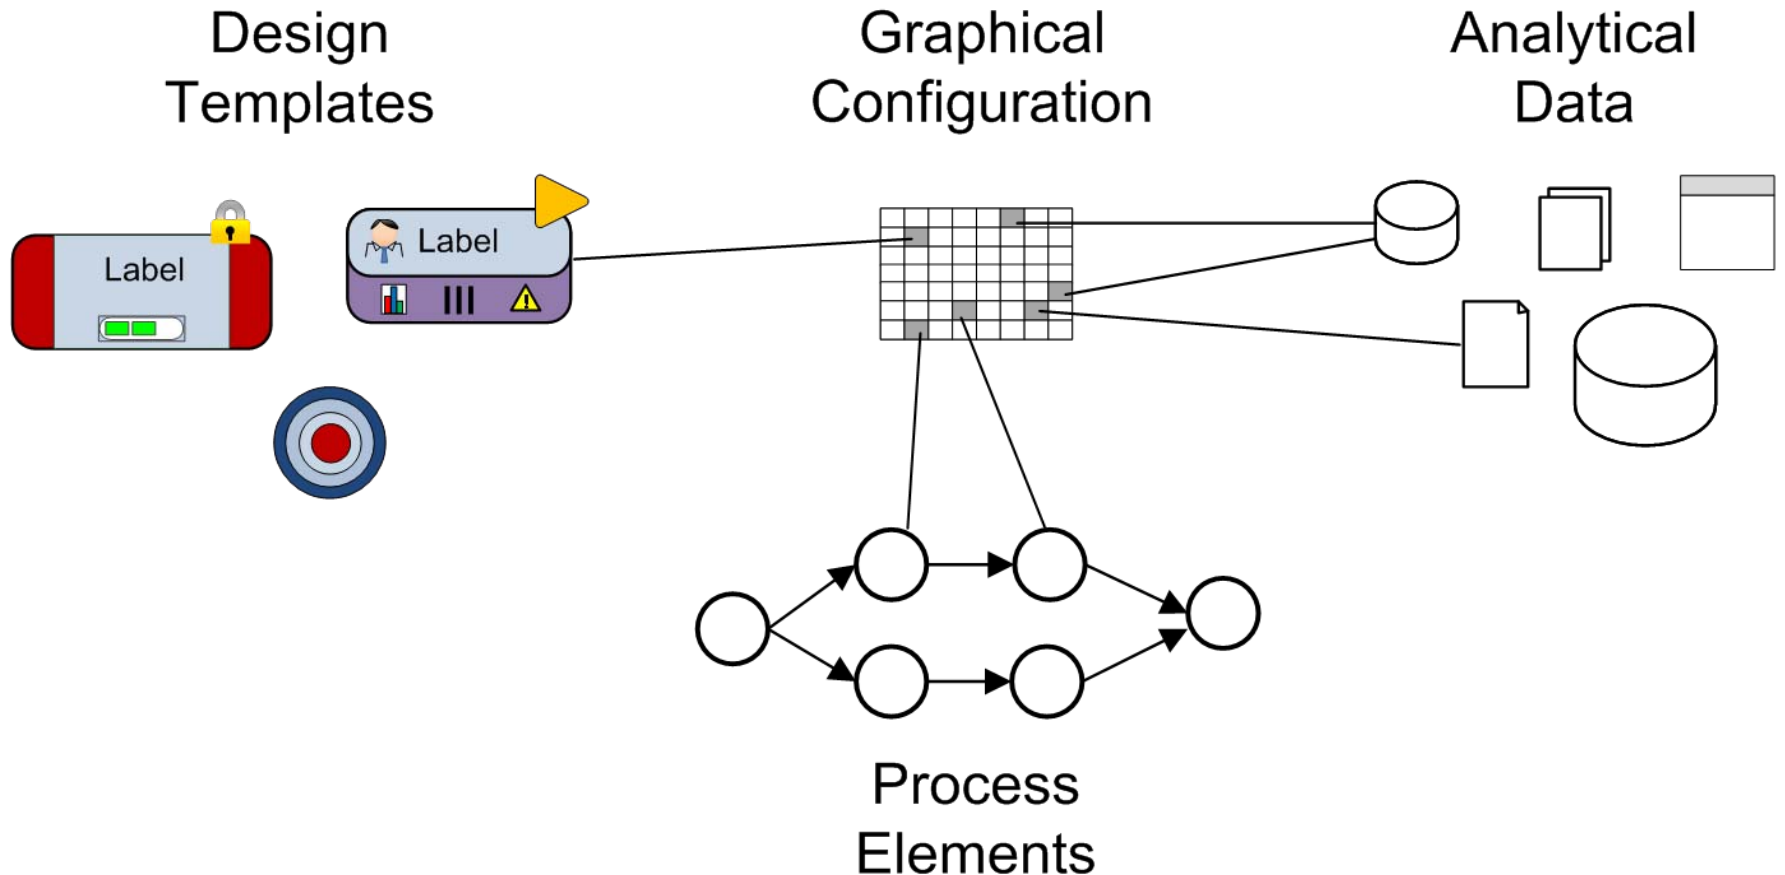 Design
Templates
Graphical
Configuration
Analytical
Data
Label
Label
Process
Elements